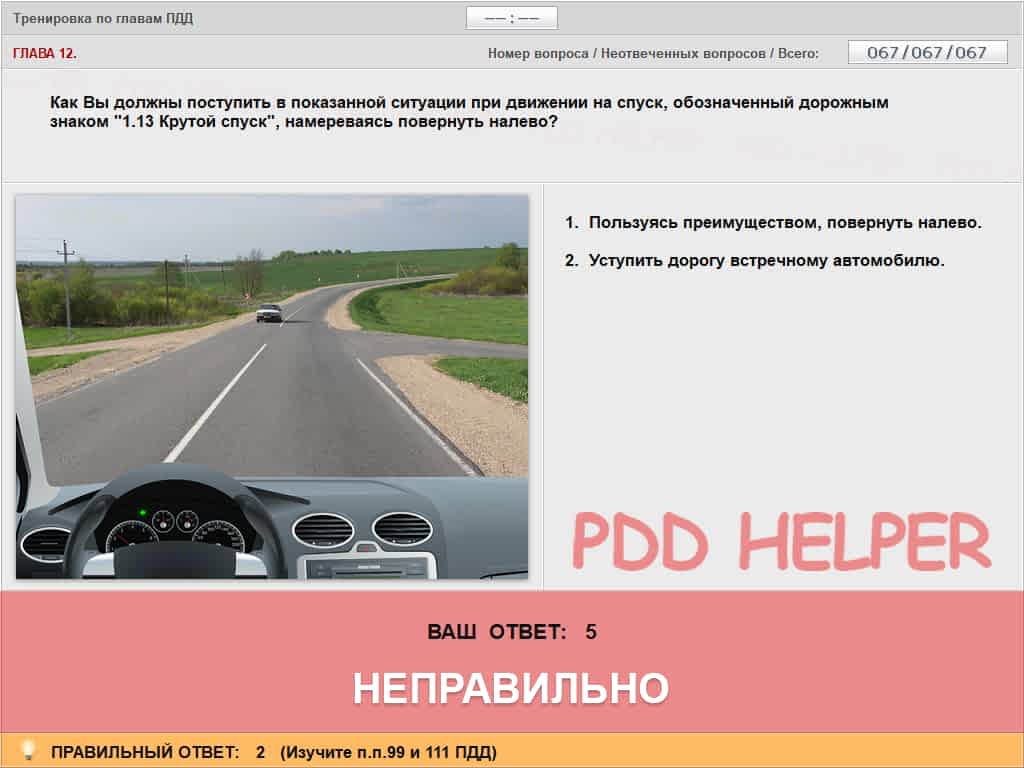 Тренировка по главам ПДД
—— : ——
ГЛАВА 12.
Номер вопроса / Неотвеченных вопросов / Всего:
067/067/067
Как Вы должны поступить в показанной ситуации при движении на спуск, обозначенный дорожным
знаком "1.13 Крутой спуск", намереваясь повернуть налево?
1. Пользуясь преимуществом, повернуть налево.
2. Уступить дорогу встречному автомобилю.
PDD HELPER
ВАШ ОТВЕТ: 5
НЕПРАВИЛЬНО
ПРАВИЛЬНЫЙ ОТВЕТ: 2 (Изучите п.п.99 и 111 ПДД)